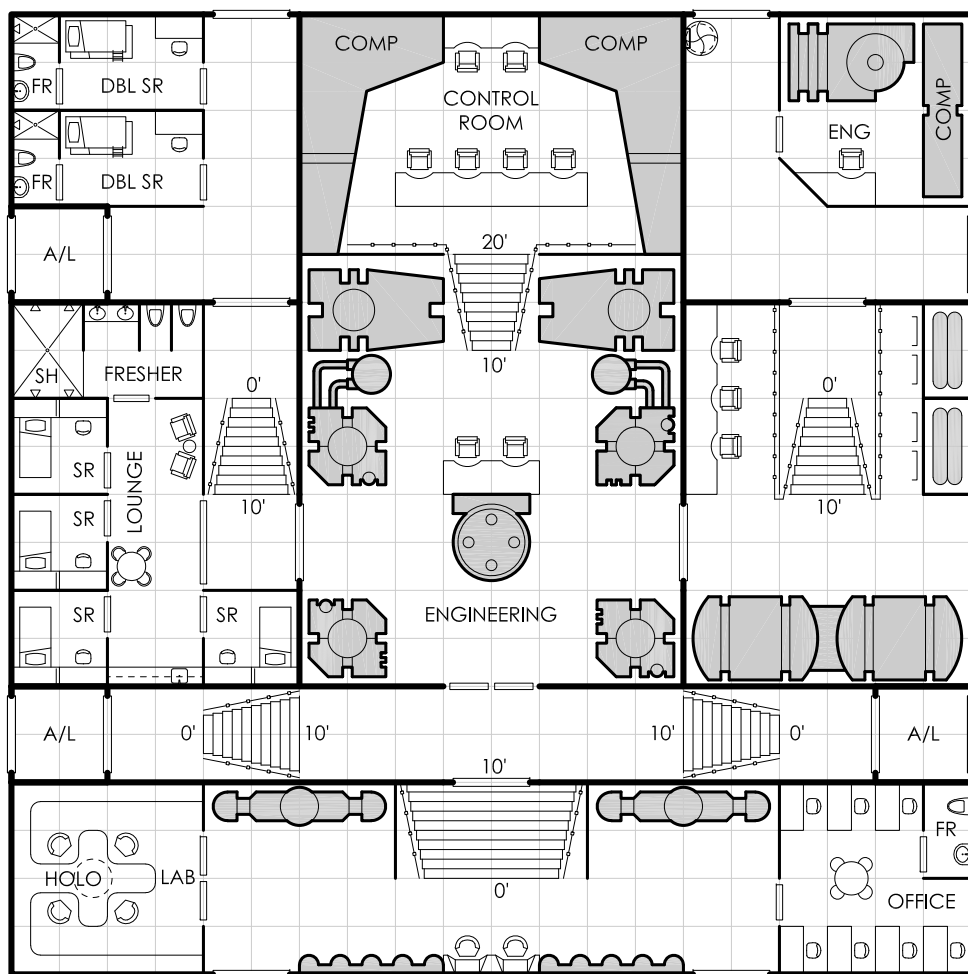 COMP
COMP
CONTROL
ROOM
FR
DBL SR
ENG
COMP
FR
DBL SR
A/L
20'
10'
SH
FRESHER
0'
0'
SR
LOUNGE
10'
10'
SR
SR
SR
ENGINEERING
A/L
0'
10'
10'
0'
A/L
10'
HOLO
LAB
0'
FR
OFFICE